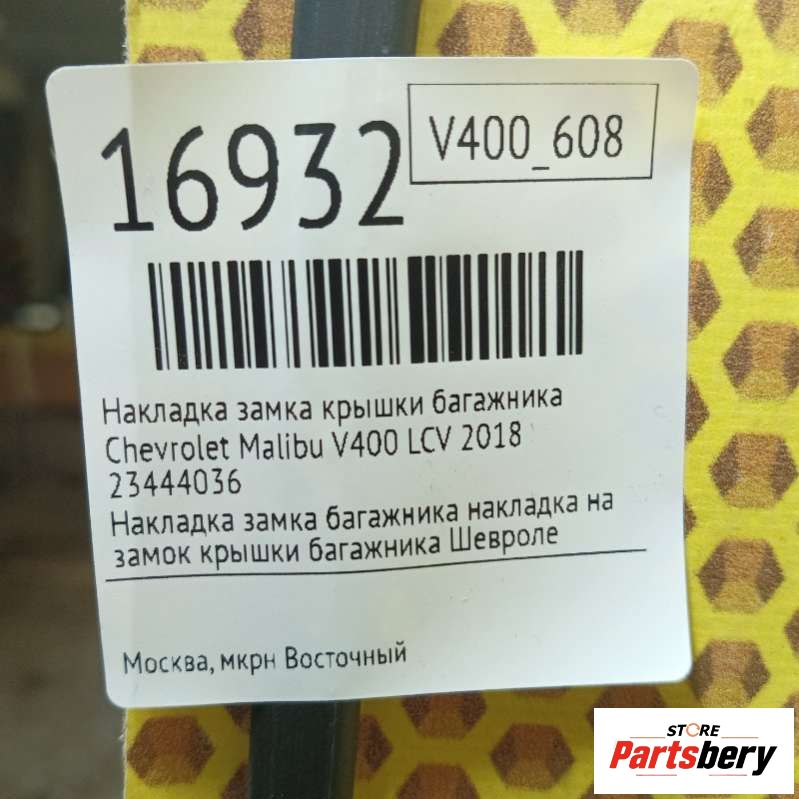 16932
V400_608
Накладка замка крышки багажника
Chevrolet Malibu V400 LCV 2018
23444036
Накладка замка багажника накладка на
замок крышки багажника Шевроле
Москва, мкрн Восточный
STORE
Partsbery